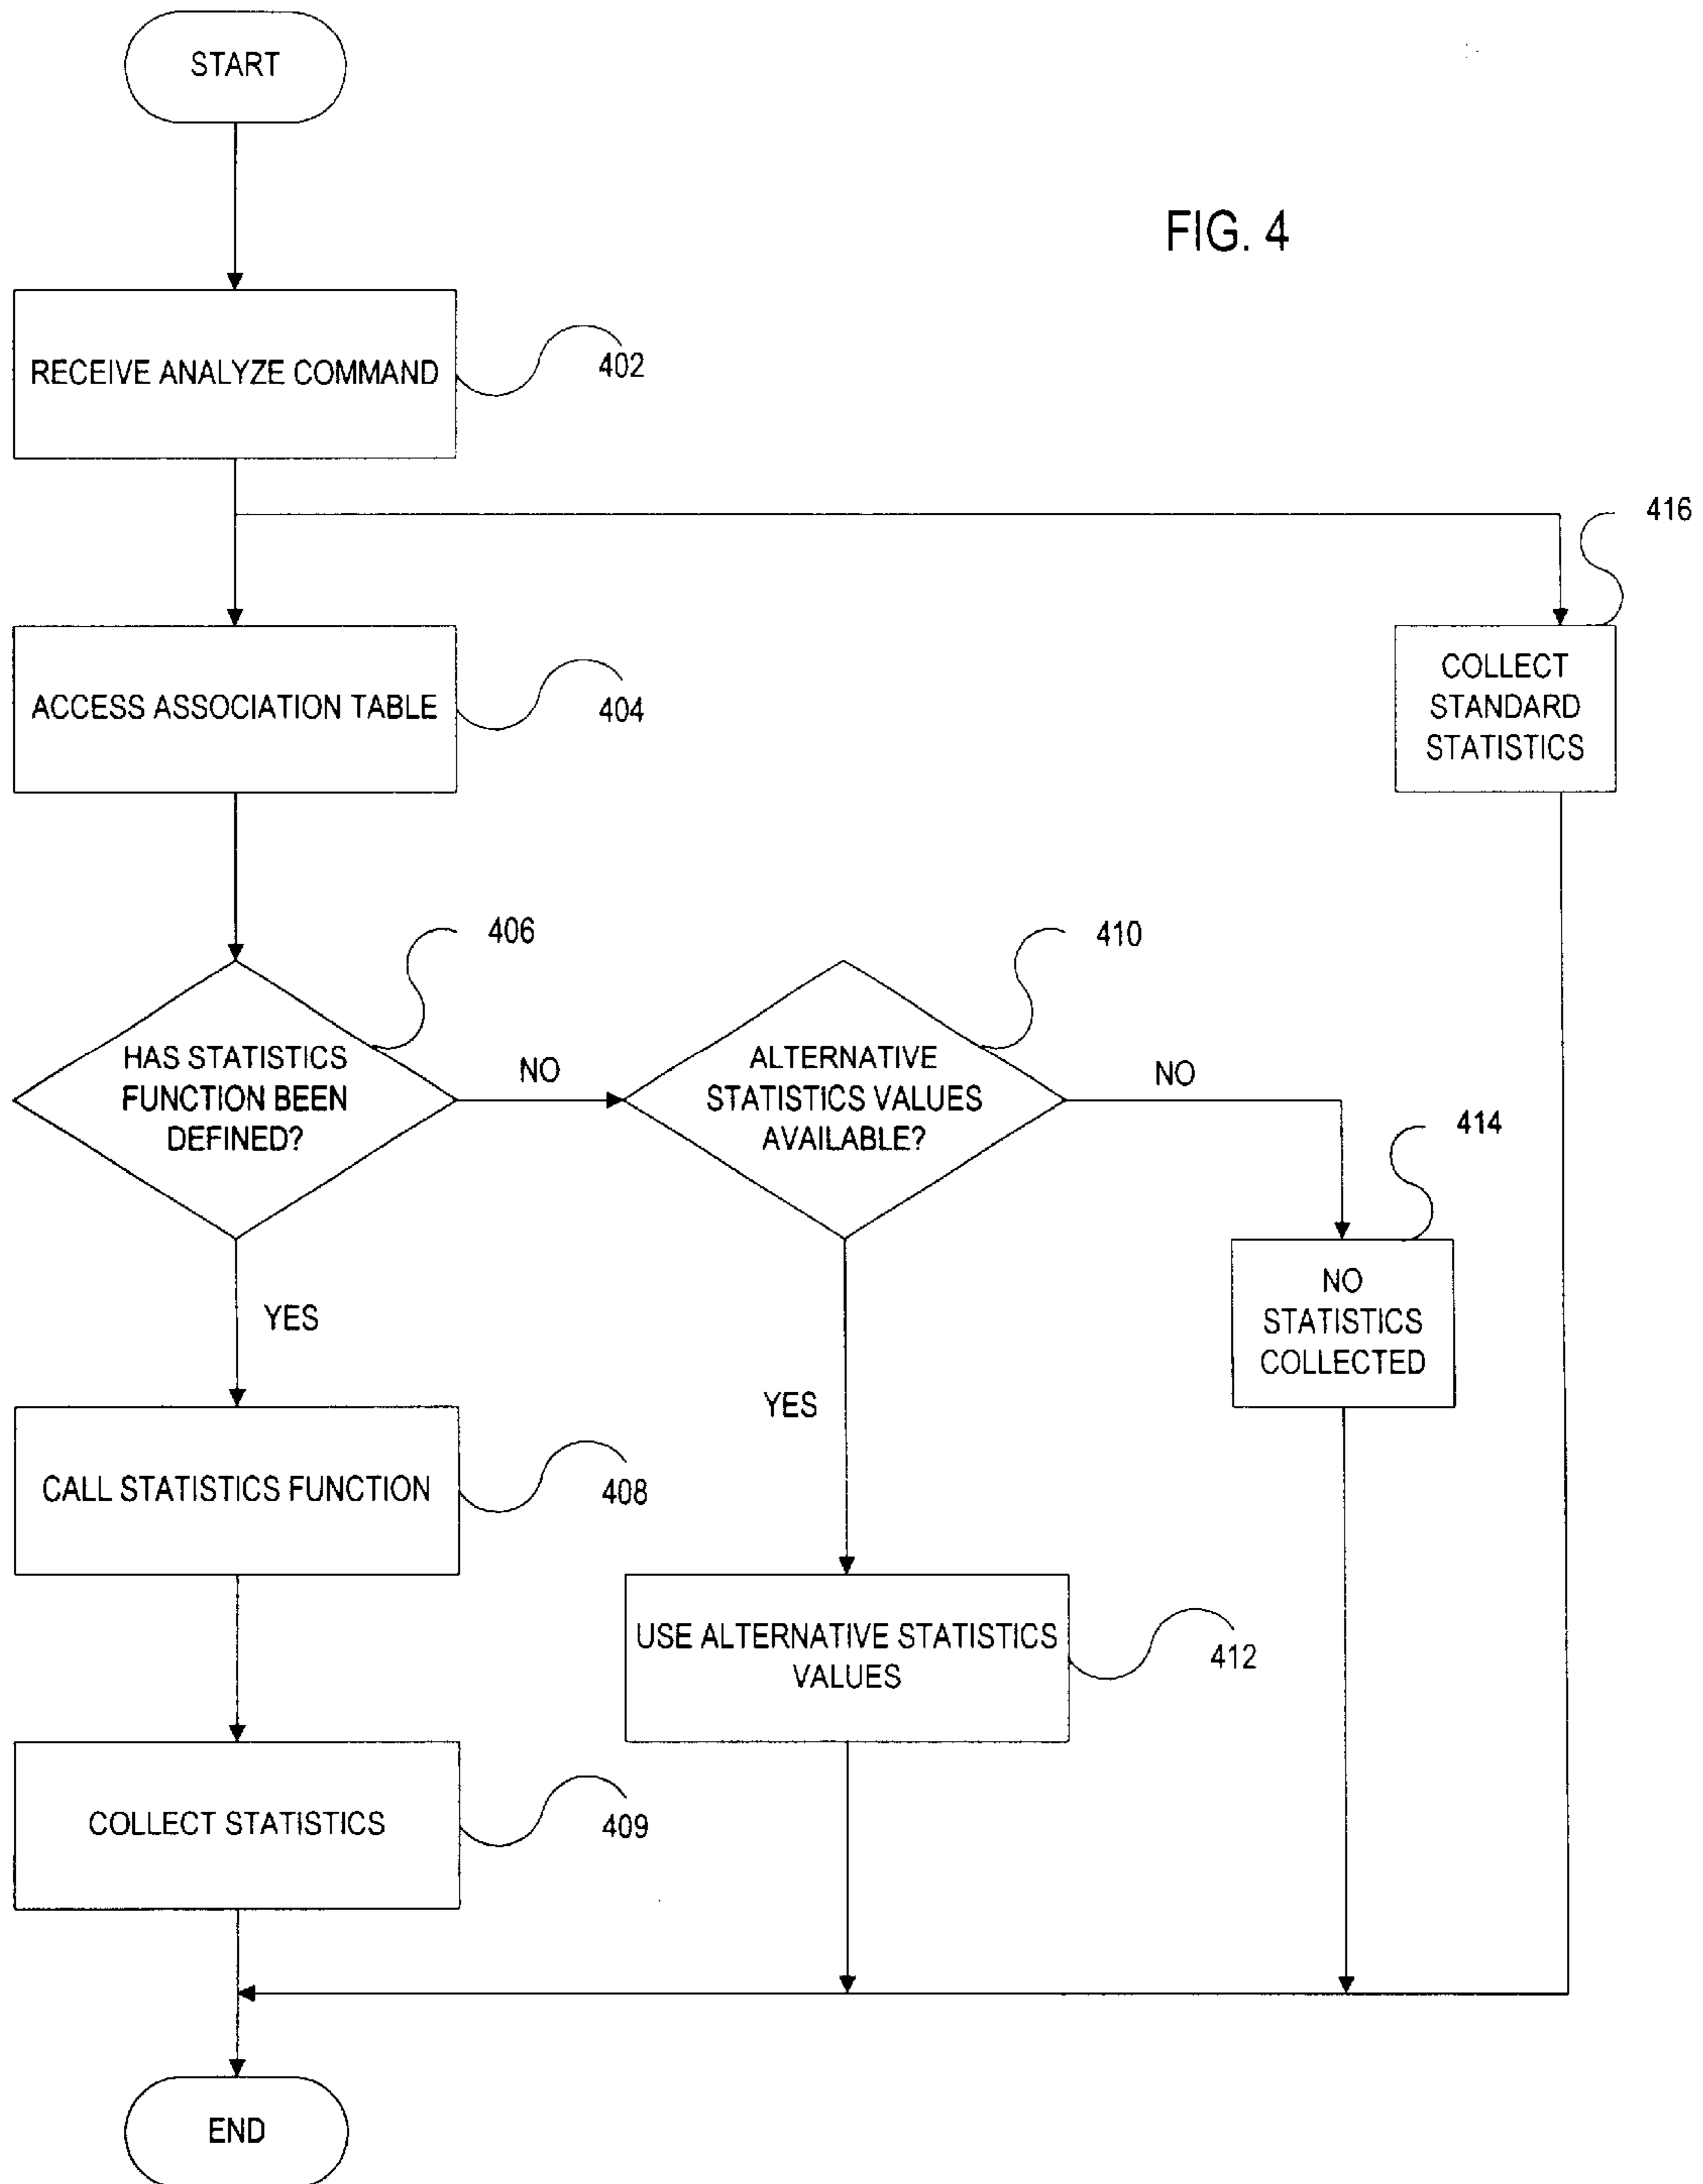 START
FIG. 4
RECEIVE ANALYZE COMMAND
402
416
ACCESS ASSOCIATION TABLE
404
COLLECT
STANDARD
STATISTICS
406
410
HAS STATISTICS
FUNCTION BEEN
DEFINED?
NO
ALTERNATIVE
STATISTICS VALUES
AVAILABLE?
NO
414
YES
NO
STATISTICS
COLLECTED
YES
CALL STATISTICS FUNCTION
408
USE ALTERNATIVE STATISTICS
VALUES
412
COLLECT STATISTICS
409
END